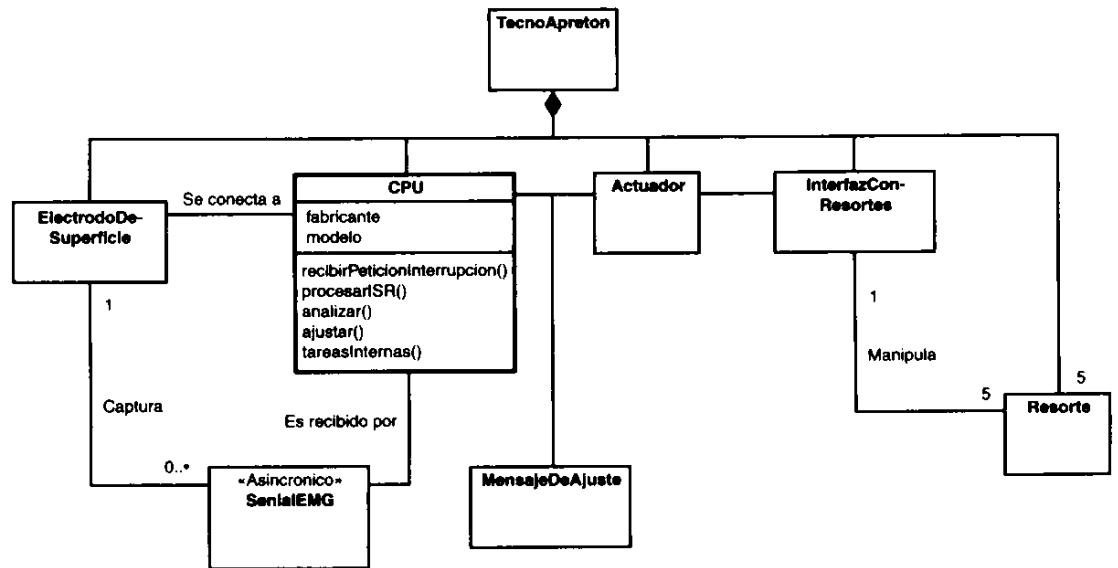 TecnoApreton
Se conecta a
CPU
fabricante
modelo
recibirPeticionInterrupcion()
procesarISR()
analizar()
ajustar()
tareasInternas()
Actuador
InterfazCon-
Resortes
ElectrodoDe-
Superficie
1
1
Captura
Manipula
Es recibido por
5
5
Resorte
0..*
«Asincronico»
SenialEMG
MensajeDeAjuste